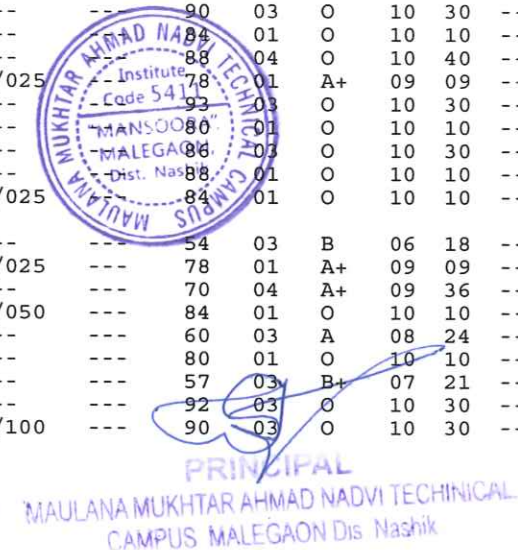 -- --- 90 03 O 10 30 --
-- 84 01 O 10 10 --
-- 88 04 O 10 40 --
/025 78 01 A+ 09 09 --
-- 93 03 O 10 30 --
-- 80 01 O 10 10 --
-- 86 03 O 10 30 --
-- 88 01 O 10 10 --
/025 84 01 O 10 10 --
MAULANA MUKHTAR AHMAD NADVI TECHNICAL CAMPUS
Institute
Code 5411
"MANSOORA"
MALEGAON,
Dist. Nashik
-- --- 54 03 B 06 18 --
/025 --- 78 01 A+ 09 09 --
-- --- 70 04 A+ 09 36 --
/050 --- 84 01 O 10 10 --
-- --- 60 03 A 08 24 --
-- --- 80 01 O 10 10 --
-- --- 57 03 B+ 07 21 --
-- --- 92 03 O 10 30 --
/100 --- 90 03 O 10 30 --
PRINCIPAL
MAULANA MUKHTAR AHMAD NADVI TECHINICAL
CAMPUS MALEGAON Dis Nashik